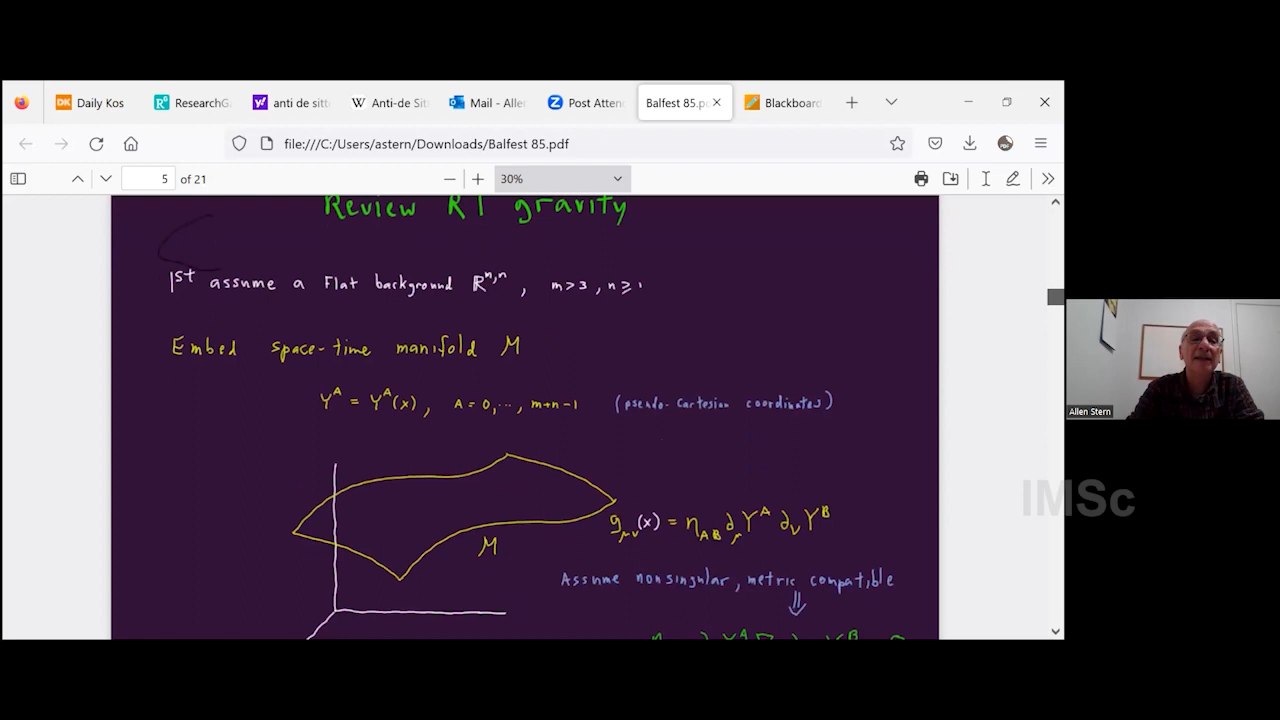 Daily Kos
ResearchGa
anti de sitt
Anti-de Sit
Mail - Alle
Post Atten
Balfest 85.p
Blackboard
file:///C:/Users/astern/Downloads/Balfest 85.pdf
5 of 21
30%
Review RT gravity
1st assume a Flat background ℝ^{m,n}, m>3, n≥1
Embed space-time manifold M
Y^A = Y^A(x), A = 0, ..., m+n-1 (pseudo-Cartesian coordinates)
g_{μν}(x) = η_{AB} ∂_μ Y^A ∂_ν Y^B
M
Assume nonsingular, metric compatible
⇓
Allen Stern
IMSc